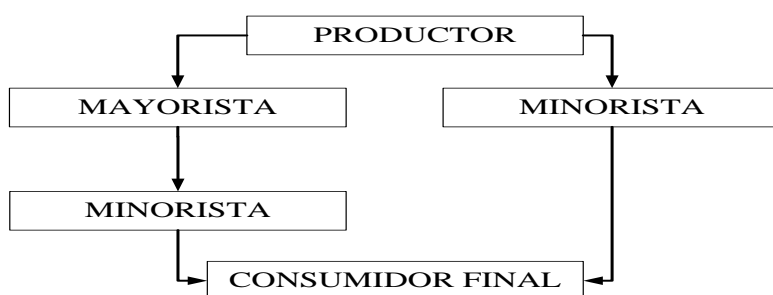 PRODUCTOR
MAYORISTA
MINORISTA
MINORISTA
CONSUMIDOR FINAL